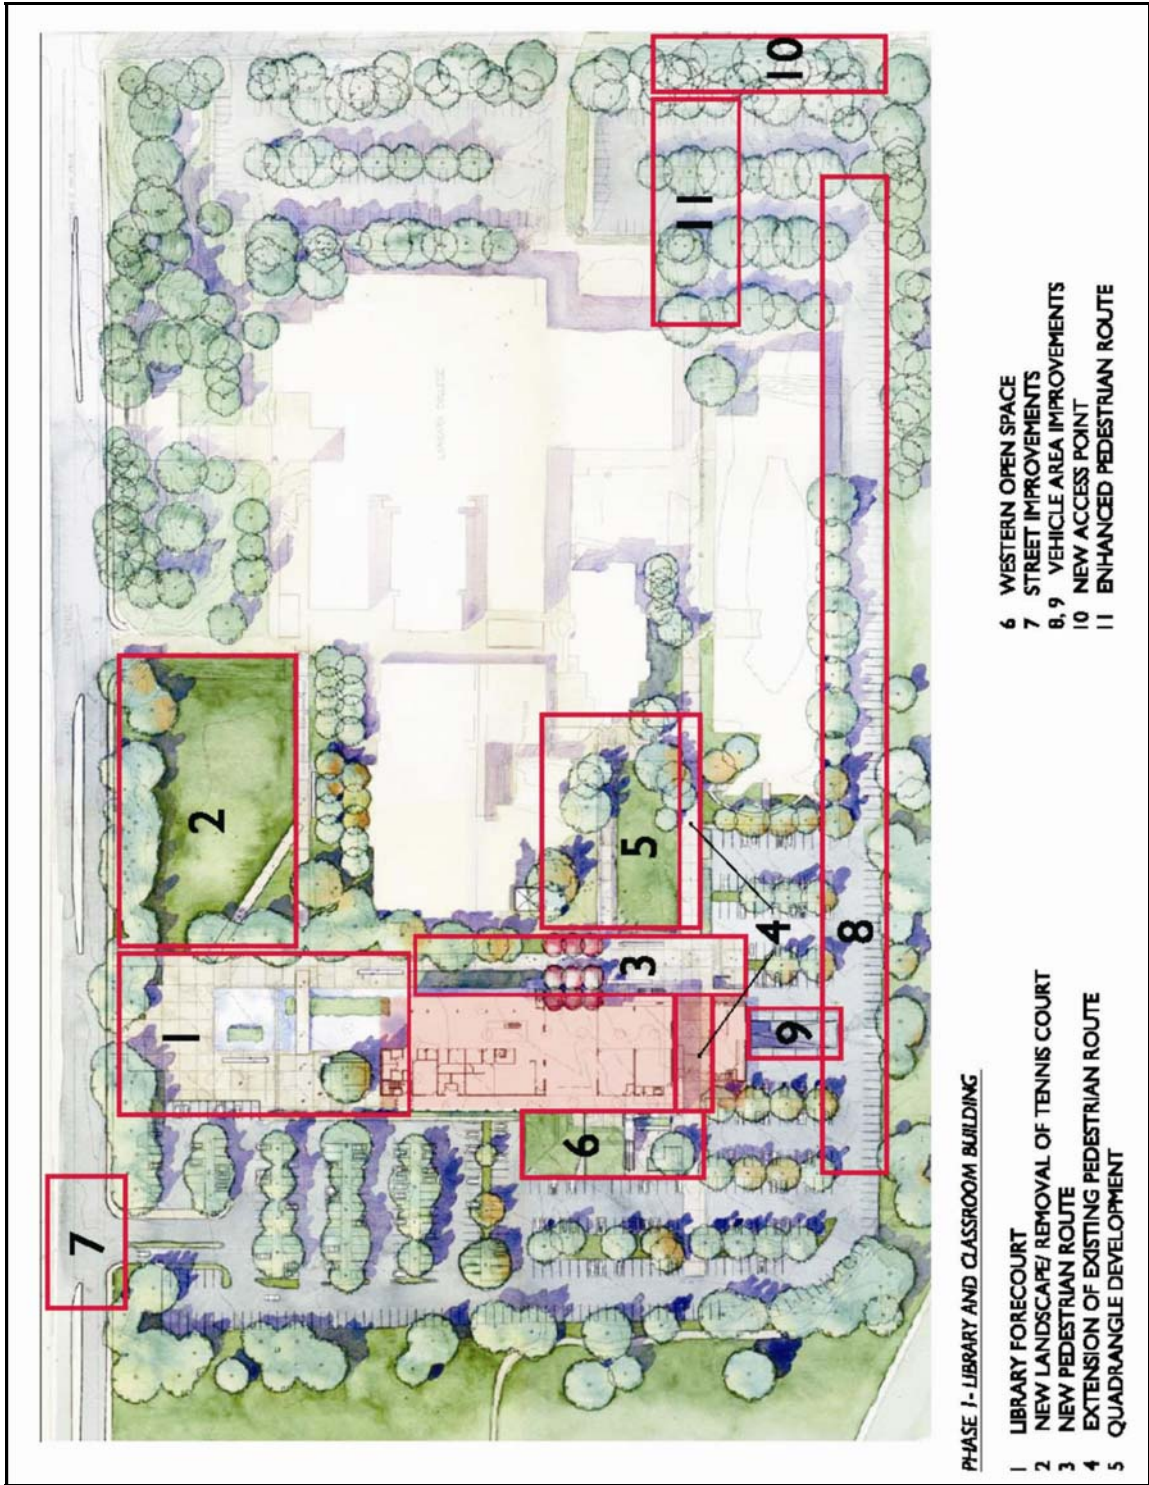 10
11
2
1
5
3
4
8
9
6
7
PHASE 1- LIBRARY AND CLASSROOM BUILDING
1 LIBRARY FORECOURT
2 NEW LANDSCAPE/ REMOVAL OF TENNIS COURT
3 NEW PEDESTRIAN ROUTE
4 EXTENSION OF EXISTING PEDESTRIAN ROUTE
5 QUADRANGLE DEVELOPMENT
6 WESTERN OPEN SPACE
7 STREET IMPROVEMENTS
8, 9 VEHICLE AREA IMPROVEMENTS
10 NEW ACCESS POINT
11 ENHANCED PEDESTRIAN ROUTE